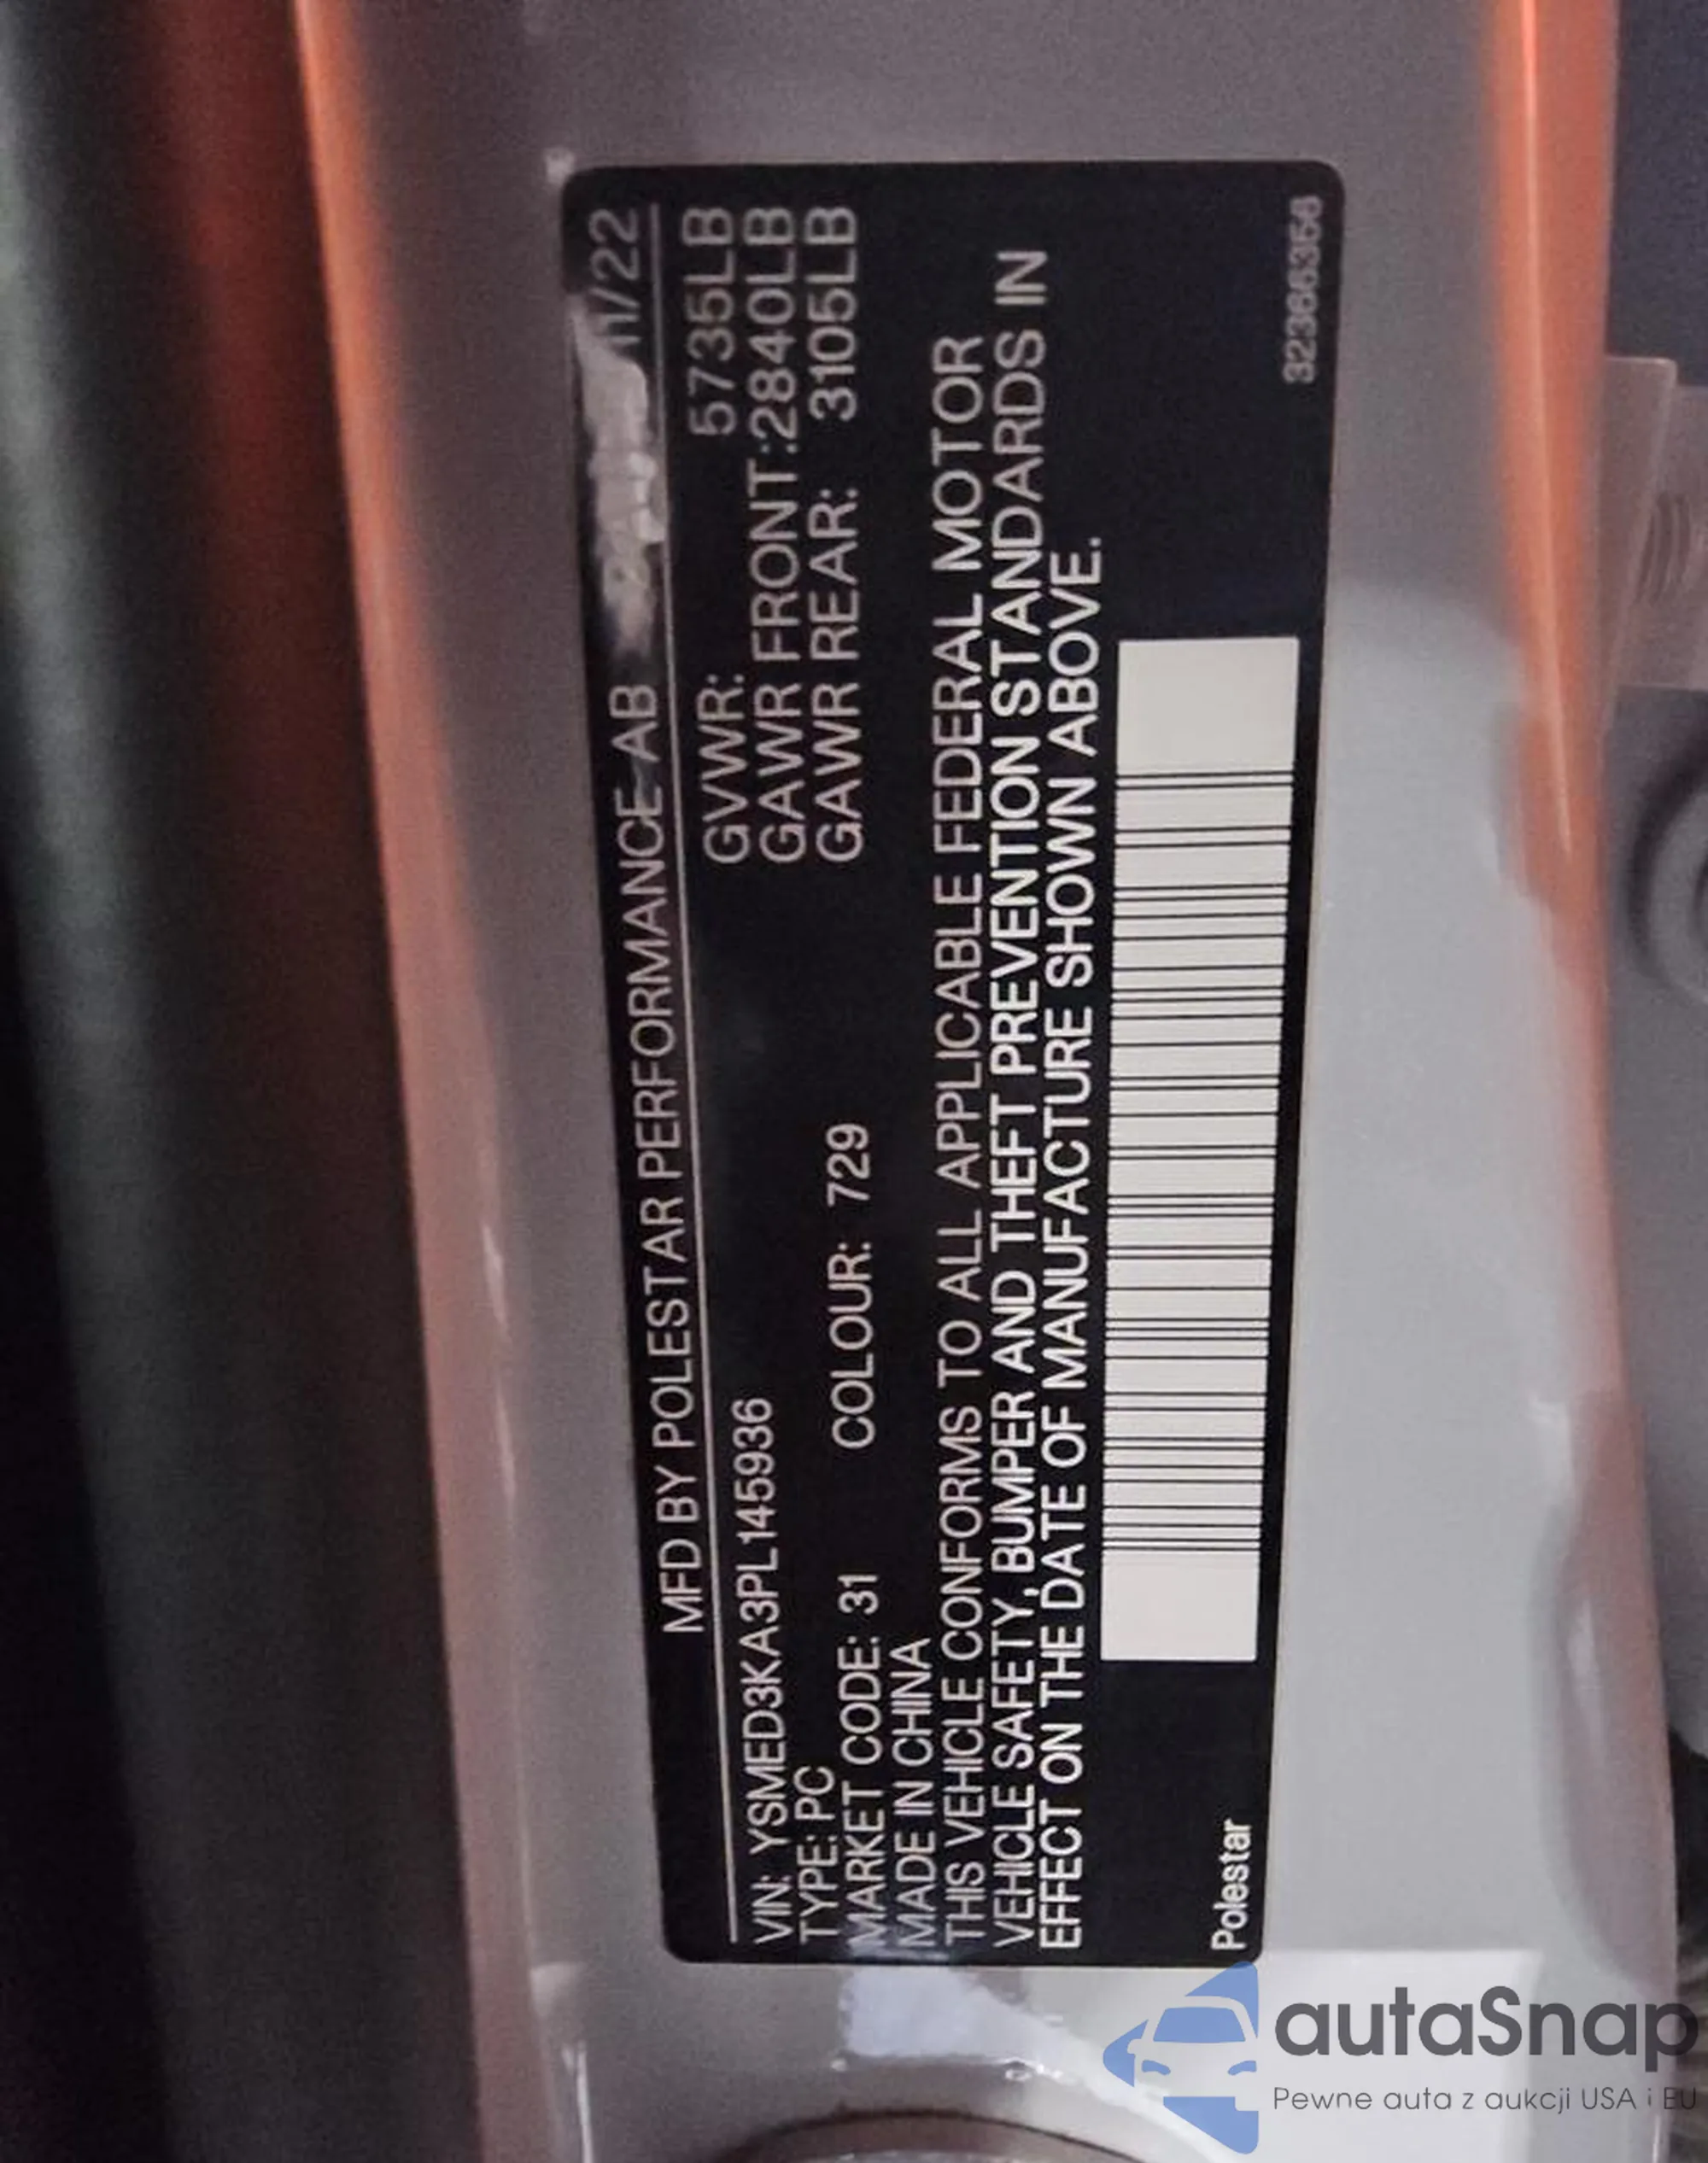 MFD BY POLESTAR PERFORMANCE AB 11/22
VIN: YSMED3KA3PL145936
TYPE: PC
MARKET CODE: 31 COLOUR: 729
MADE IN CHINA
GVWR: 5735LB
GAWR FRONT:2840LB
GAWR REAR: 3105LB
THIS VEHICLE CONFORMS TO ALL APPLICABLE FEDERAL MOTOR
VEHICLE SAFETY, BUMPER AND THEFT PREVENTION STANDARDS IN
EFFECT ON THE DATE OF MANUFACTURE SHOWN ABOVE.
Polestar
autaSnap
Pewne auta z aukcji USA i EU